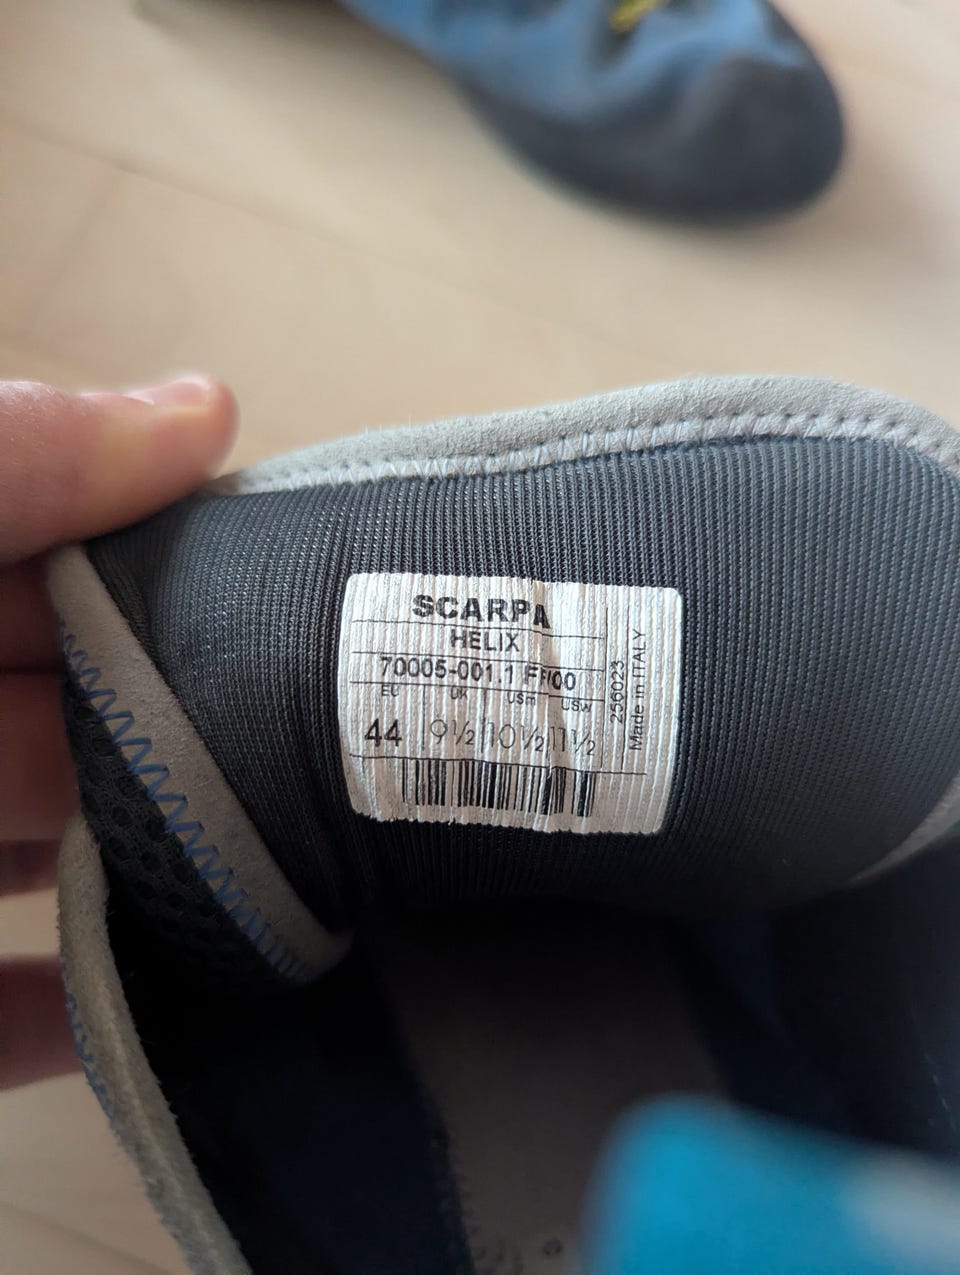 SCARPA
HELIX
70005-001.1
EU UK USm USw
44 9½ 10½ 11½
256023
Made in ITALY